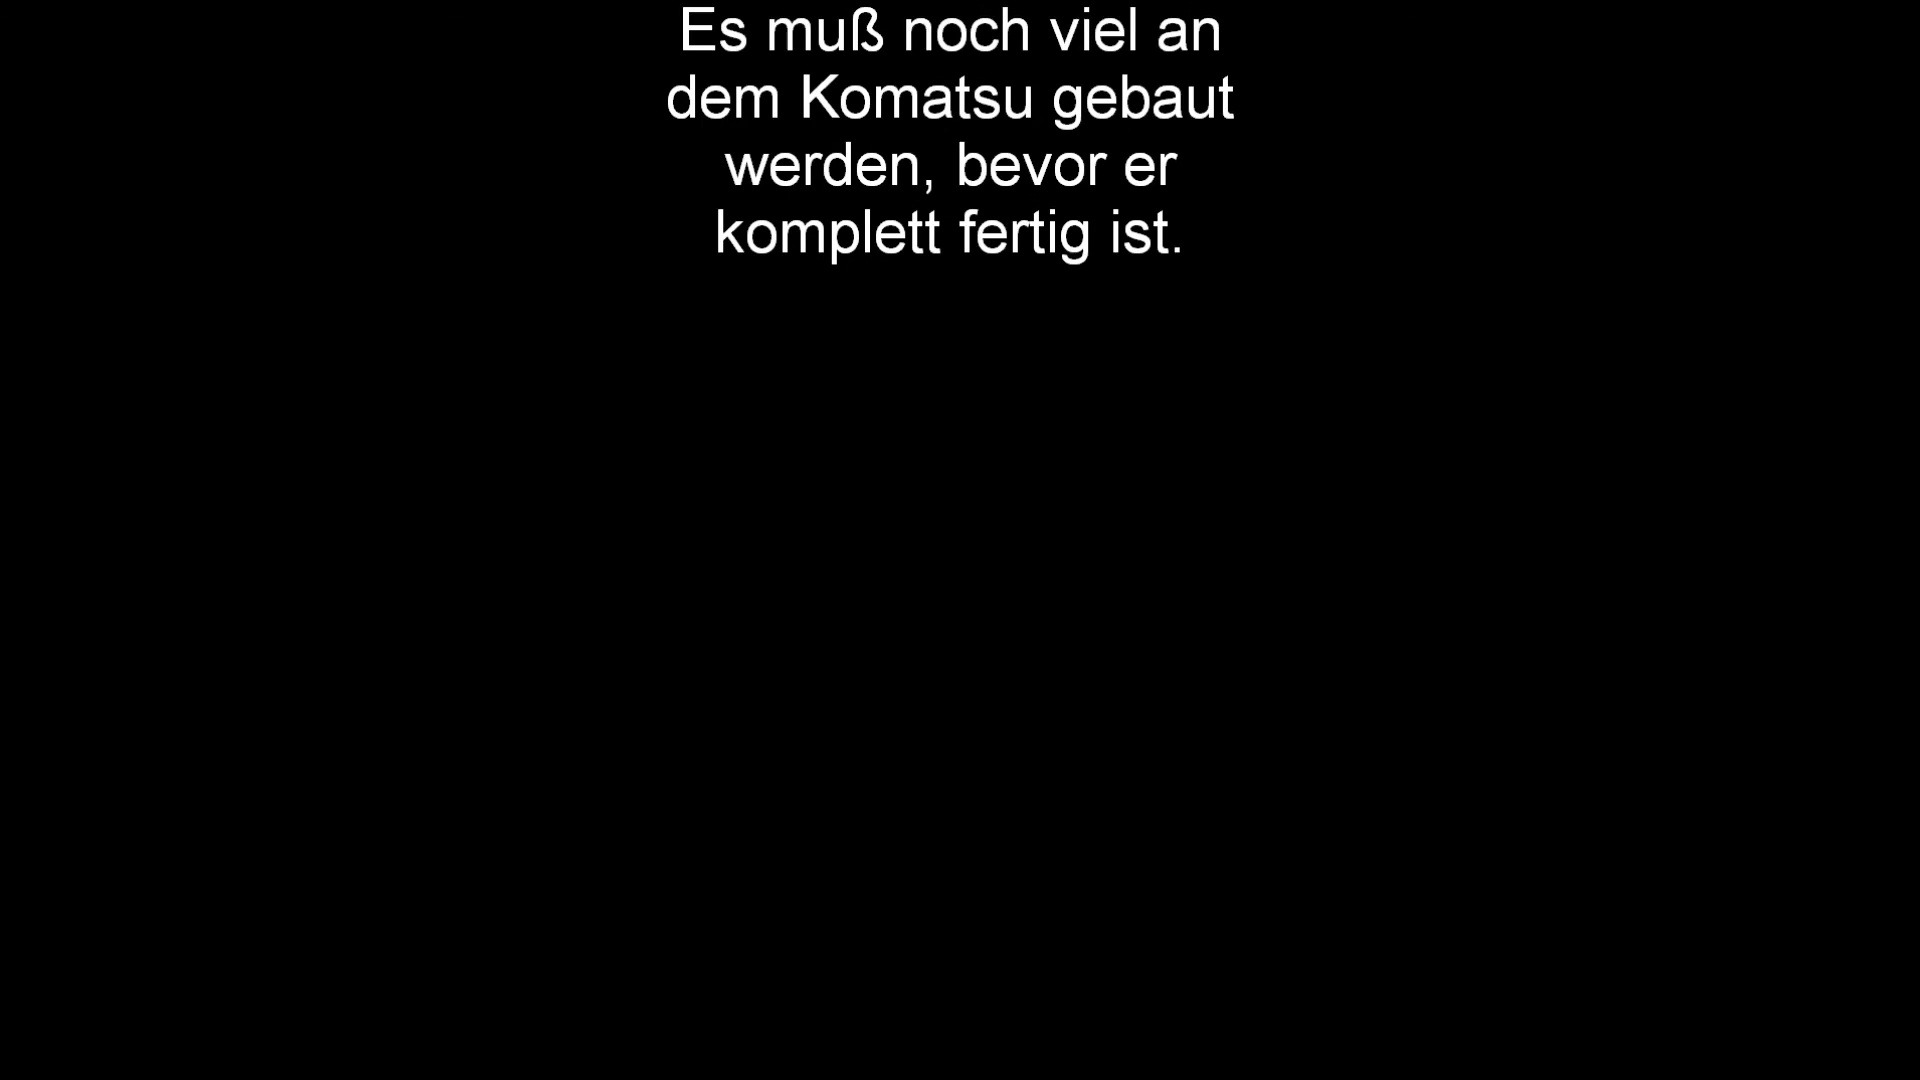 Es muß noch viel an
dem Komatsu gebaut
werden, bevor er
komplett fertig ist.